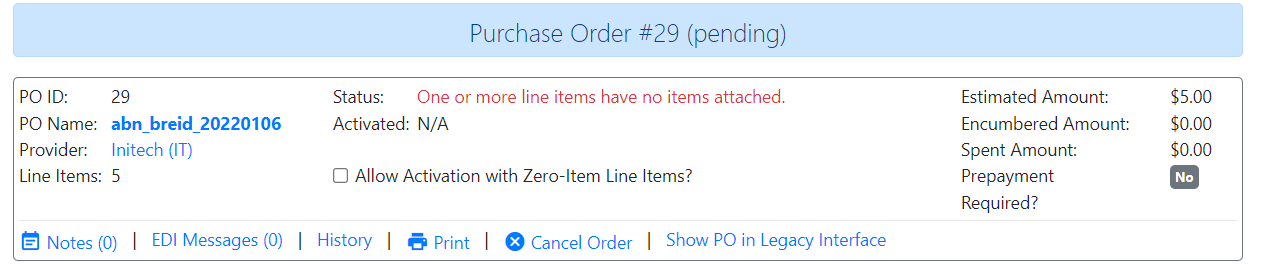 Purchase Order #29 (pending)
PO ID: 29 Status: One or more line items have no items attached. Estimated Amount: $5.00
PO Name: abn_breid_20220106 Activated: N/A Encumbered Amount: $0.00
Provider: Initech (IT) Spent Amount: $0.00
Line Items: 5 Allow Activation with Zero-Item Line Items? Prepayment No
Required?
Notes (0) | EDI Messages (0) | History | Print | Cancel Order | Show PO in Legacy Interface